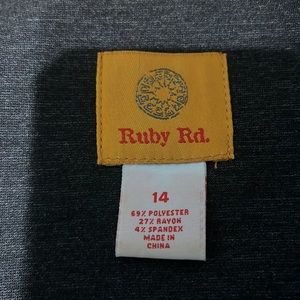 Ruby Rd.
14
69% POLYESTER
27% RAYON
4% SPANDEX
MADE IN
CHINA